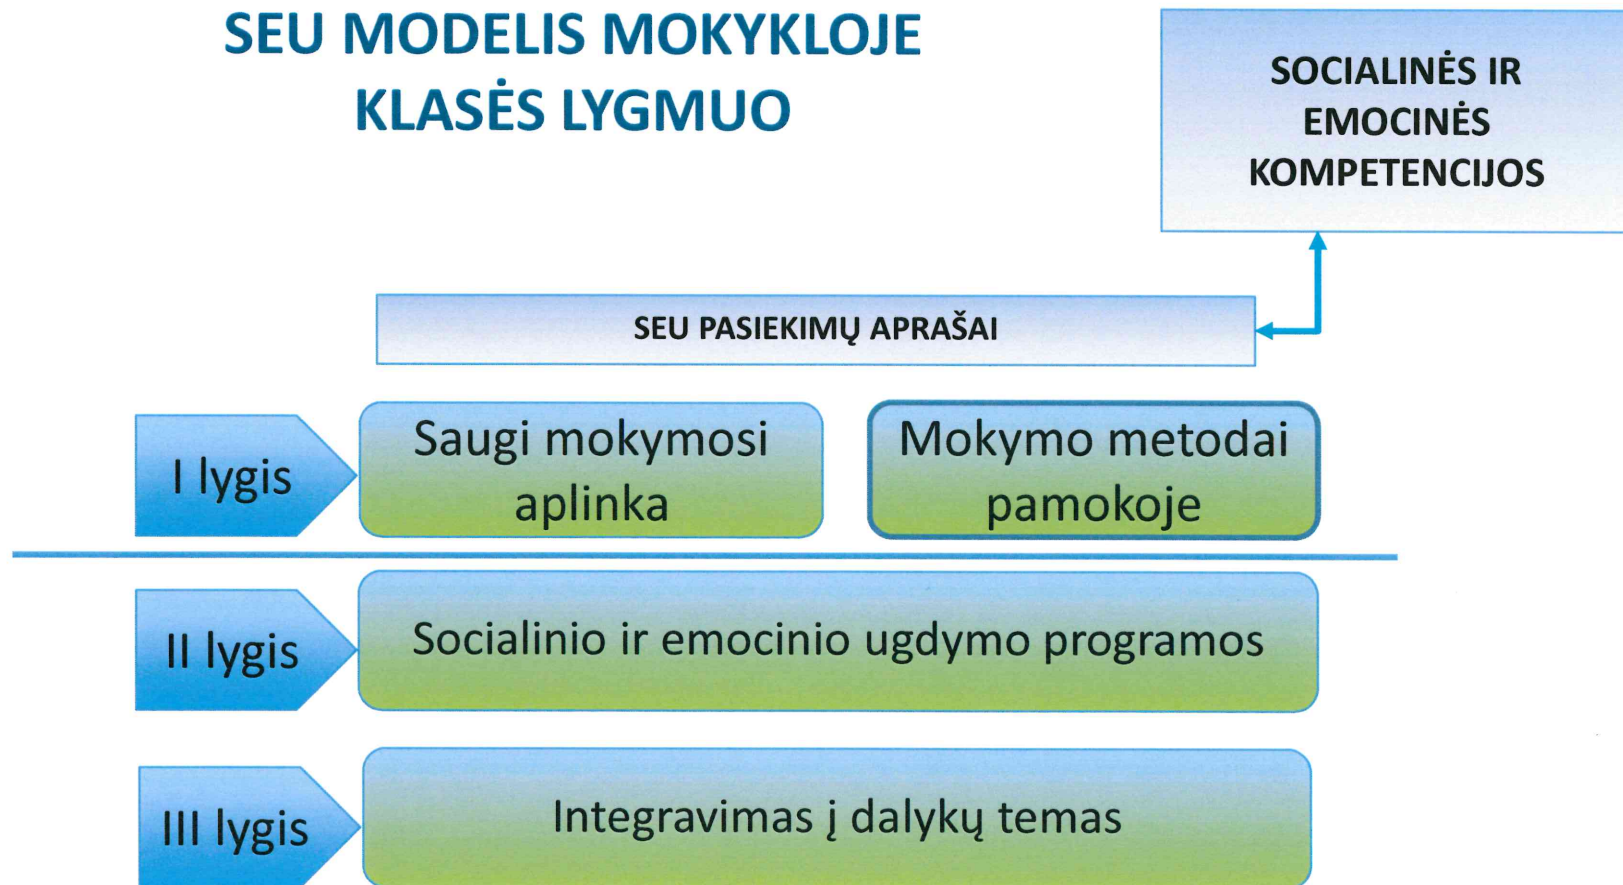 SEU MODELIS MOKYKLOJE
KLASĖS LYGMUO
SOCIALINĖS IR
EMOCINĖS
KOMPETENCIJOS
SEU PASIEKIMŲ APRAŠAI
I lygis
Saugi mokymosi
aplinka
Mokymo metodai
pamokoje
II lygis
Socialinio ir emocinio ugdymo programos
III lygis
Integravimas į dalykų temas